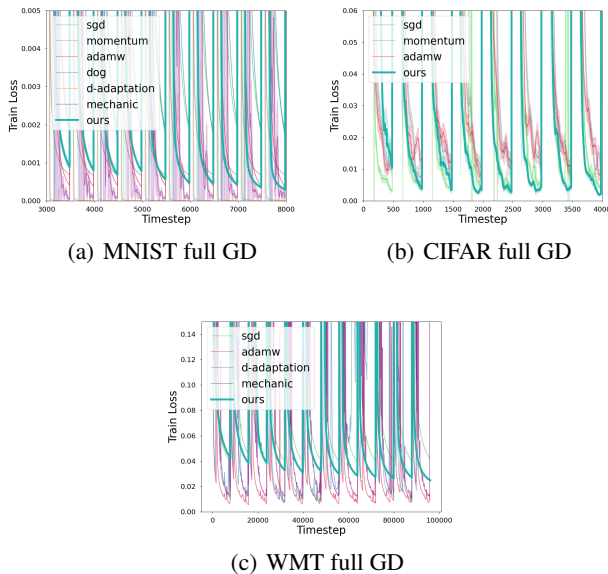 0.005
0.004
0.003
0.002
0.001
0.000
Train Loss
sgd
momentum
adamw
dog
d-adaptation
mechanic
ours
3000 4000 5000 6000 7000 8000
Timestep
(a) MNIST full GD
0.06
0.05
0.04
0.03
0.02
0.01
0.00
Train Loss
sgd
momentum
adamw
ours
0 500 1000 1500 2000 2500 3000 3500 4000
Timestep
(b) CIFAR full GD
0.14
0.12
0.10
0.08
0.06
0.04
0.02
0.00
Train Loss
sgd
adamw
d-adaptation
mechanic
ours
0 20000 40000 60000 80000 100000
Timestep
(c) WMT full GD